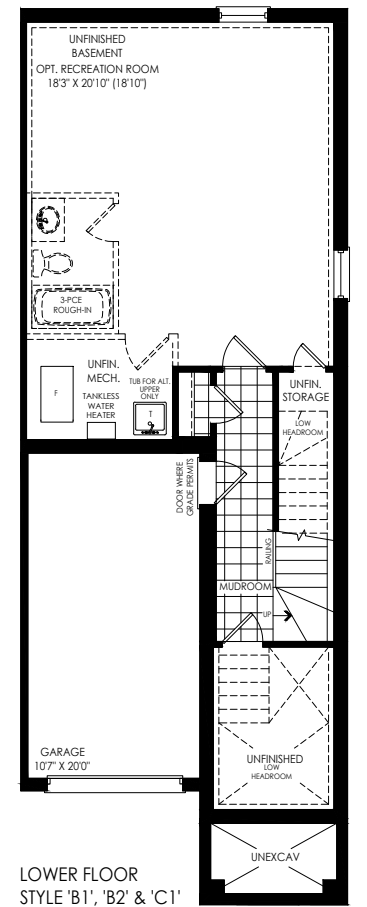 UNFINISHED
BASEMENT
OPT. RECREATION ROOM
18'3" X 20'10" (18'10")
3-PCE
ROUGH-IN
UNFIN.
MECH.
F
TANKLESS
WATER
HEATER
TUB FOR ALT.
UPPER
ONLY
T
UNFIN.
STORAGE
LOW
HEADROOM
DOOR WHERE
GRADE PERMITS
RAILING
MUDROOM
UP
GARAGE
10'7" X 20'0"
UNFINISHED
LOW
HEADROOM
UNEXCAV
LOWER FLOOR
STYLE 'B1', 'B2' & 'C1'